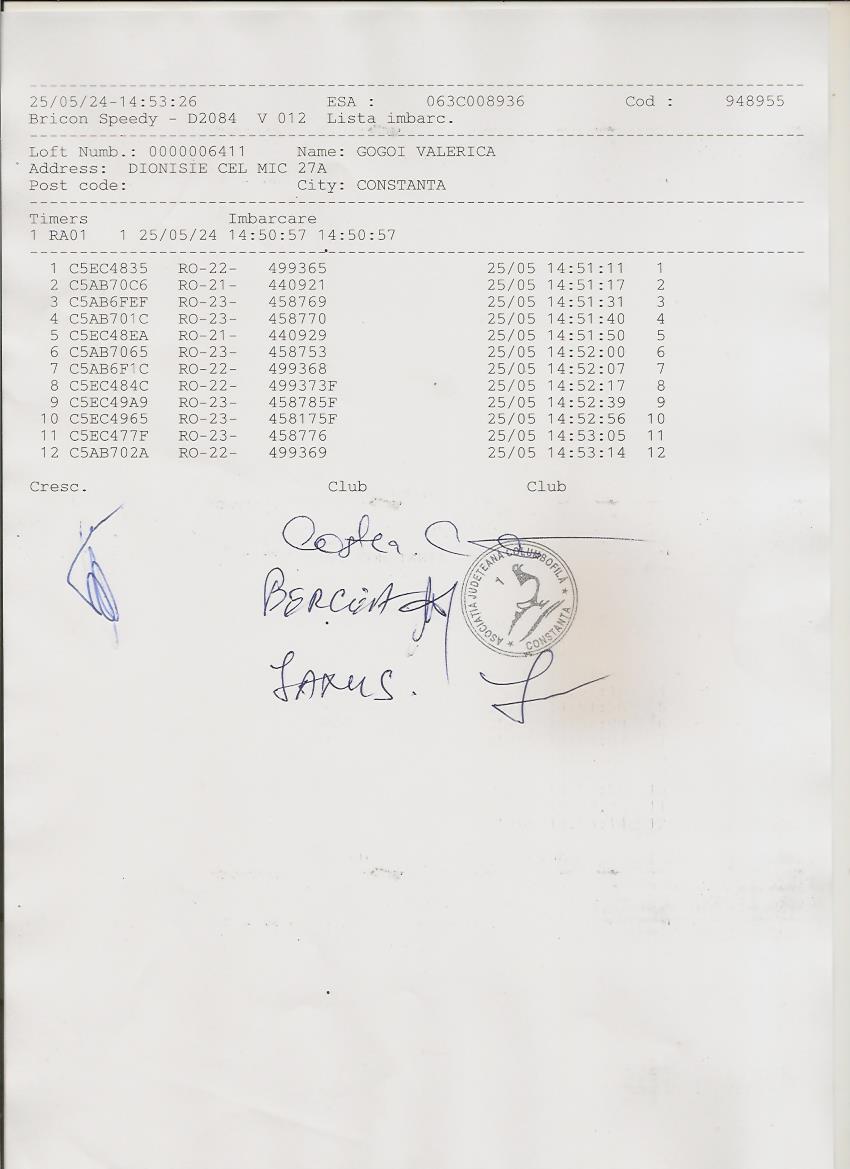 25/05/24-14:53:26 ESA : 063C008936 Cod : 948955
Bricon Speedy - D2084 V 012 Lista imbarc.
Loft Numb.: 0000006411 Name: GOGOI VALERICA
Address: DIONISIE CEL MIC 27A
Post code: City: CONSTANTA
Timers Imbarcare
1 RA01 1 25/05/24 14:50:57 14:50:57
1 C5EC4835 RO-22- 499365 25/05 14:51:11 1
2 C5AB70C6 RO-21- 440921 25/05 14:51:17 2
3 C5AB6FEF RO-23- 458769 25/05 14:51:31 3
4 C5AB701C RO-23- 458770 25/05 14:51:40 4
5 C5EC48EA RO-21- 440929 25/05 14:51:50 5
6 C5AB7065 RO-23- 458753 25/05 14:52:00 6
7 C5AB6F1C RO-22- 499368 25/05 14:52:07 7
8 C5EC484C RO-22- 499373F 25/05 14:52:17 8
9 C5EC49A9 RO-23- 458785F 25/05 14:52:39 9
10 C5EC4965 RO-23- 458175F 25/05 14:52:56 10
11 C5EC477F RO-23- 458776 25/05 14:53:05 11
12 C5AB702A RO-22- 499369 25/05 14:53:14 12
Cresc. Club Club
Costea C
BERCEA
ASOCIAȚIA JUDEȚEANĂ COLUMBOFILĂ
1
CONSTANȚA